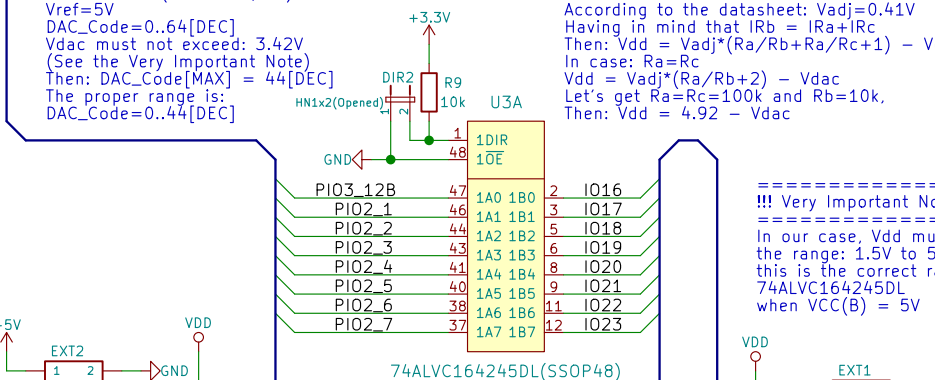 Vref=5V
DAC_Code=0..64[DEC]
Vdac must not exceed: 3.42V
(See the Very Important Note)
Then: DAC_Code[MAX] = 44[DEC]
The proper range is:
DAC_Code=0..44[DEC]
+3.3V
DIR2
R9
HN1x2(Opened)
10k
1
2
U3A
According to the datasheet: Vadj=0.41V
Having in mind that IRb = IRa+IRc
Then: Vdd = Vadj*(Ra/Rb+Ra/Rc+1) - V
In case: Ra=Rc
Vdd = Vadj*(Ra/Rb+2) - Vdac
Let's get Ra=Rc=100k and Rb=10k,
Then: Vdd = 4.92 - Vdac
1 1DIR
GND 48 1OE
PIO3_12B 47 1A0 1B0 2 IO16
PIO2_1 46 1A1 1B1 3 IO17
PIO2_2 44 1A2 1B2 5 IO18
PIO2_3 43 1A3 1B3 6 IO19
PIO2_4 41 1A4 1B4 8 IO20
PIO2_5 40 1A5 1B5 9 IO21
PIO2_6 38 1A6 1B6 11 IO22
PIO2_7 37 1A7 1B7 12 IO23
74ALVC164245DL(SSOP48)
==============
!!! Very Important No
==============
In our case, Vdd mu
the range: 1.5V to 5
this is the correct r
74ALVC164245DL
when VCC(B) = 5V
+5V
VDD
EXT2
1 2
GND
VDD
EXT1